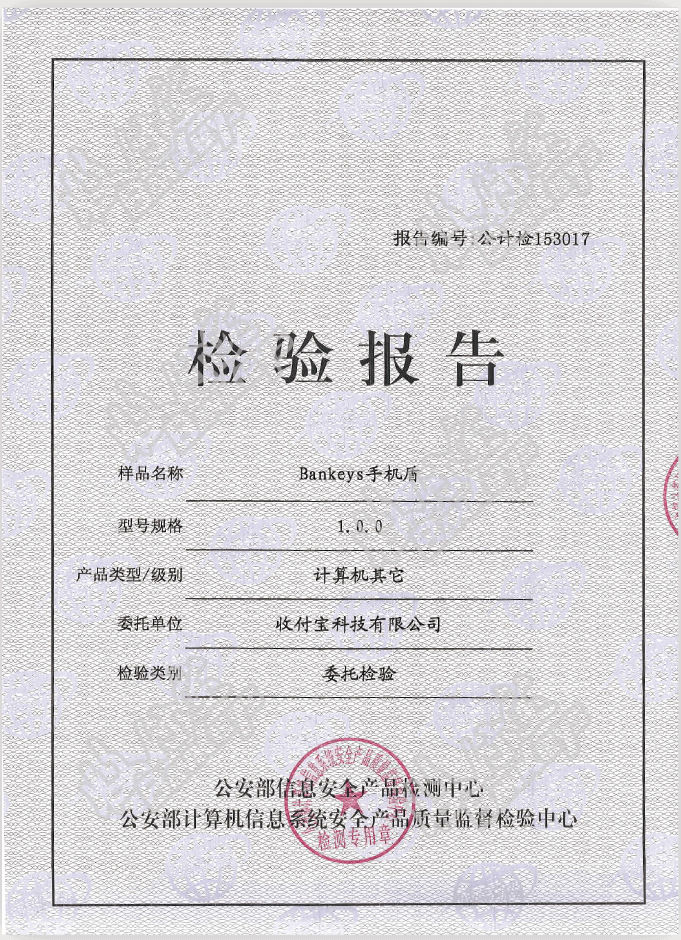 报告编号:公计检153017
检验报告
样品名称 Bankeys手机盾
型号规格 1.0.0
产品类型/级别 计算机其它
委托单位 收付宝科技有限公司
检验类别 委托检验
公安部信息安全产品检测中心
公安部计算机信息系统安全产品质量监督检验中心
检测专用章